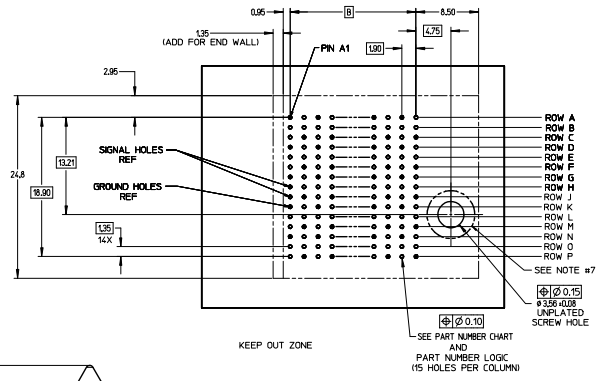 0.95
B
8.50
1.35
(ADD FOR END WALL)
4.75
1.90
PIN A1
2.95
24.8
18.90
13.21
SIGNAL HOLES
REF
GROUND HOLES
REF
1.35
14X
ROW A
ROW B
ROW C
ROW D
ROW E
ROW F
ROW G
ROW H
ROW J
ROW K
ROW L
ROW M
ROW N
ROW O
ROW P
SEE NOTE #7
⌖ Ø 0.15
Ø 3.56 ±0.08
UNPLATED
SCREW HOLE
⌖ Ø 0.10
SEE PART NUMBER CHART
AND
PART NUMBER LOGIC
(15 HOLES PER COLUMN)
KEEP OUT ZONE